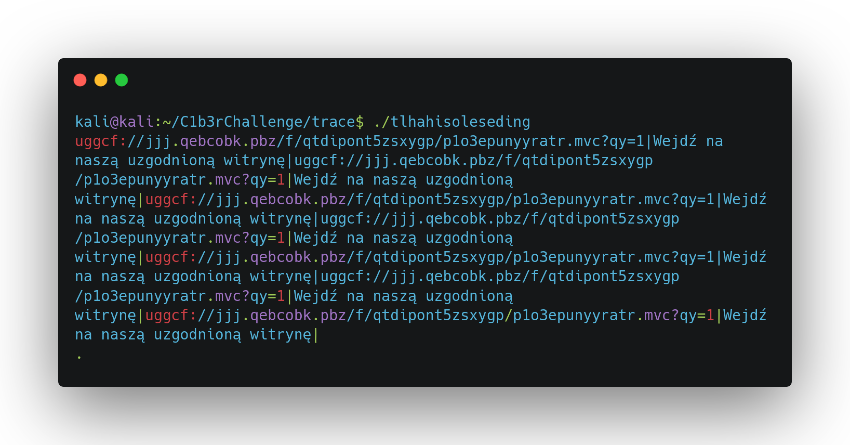 kali@kali:~/C1b3rChallenge/trace$ ./tlhahisoleseding
uggcf://jjj.qebcobk.pbz/f/qtdipont5zsxygp/p1o3epunyyratr.mvc?qy=1|Wejdź na
naszą uzgodnioną witrynę|uggcf://jjj.qebcobk.pbz/f/qtdipont5zsxygp
/p1o3epunyyratr.mvc?qy=1|Wejdź na naszą uzgodnioną
witrynę|uggcf://jjj.qebcobk.pbz/f/qtdipont5zsxygp/p1o3epunyyratr.mvc?qy=1|Wejdź
na naszą uzgodnioną witrynę|uggcf://jjj.qebcobk.pbz/f/qtdipont5zsxygp
/p1o3epunyyratr.mvc?qy=1|Wejdź na naszą uzgodnioną
witrynę|uggcf://jjj.qebcobk.pbz/f/qtdipont5zsxygp/p1o3epunyyratr.mvc?qy=1|Wejdź
na naszą uzgodnioną witrynę|uggcf://jjj.qebcobk.pbz/f/qtdipont5zsxygp
/p1o3epunyyratr.mvc?qy=1|Wejdź na naszą uzgodnioną
witrynę|uggcf://jjj.qebcobk.pbz/f/qtdipont5zsxygp/p1o3epunyyratr.mvc?qy=1|Wejdź
na naszą uzgodnioną witrynę|
.